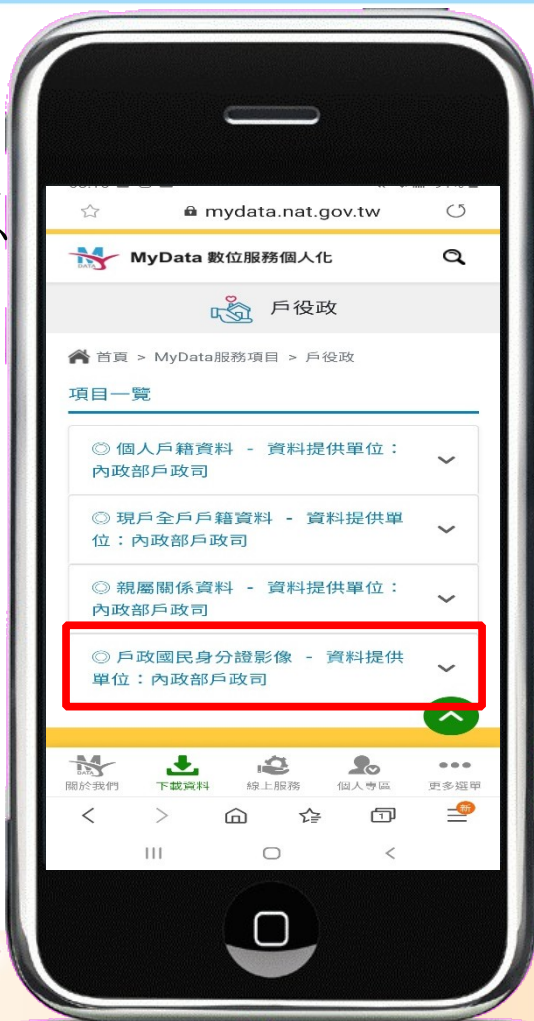 mydata.nat.gov.tw
MY
DATA
MyData 數位服務個人化
戶役政
首頁 > MyData服務項目 > 戶役政
項目一覽
◎ 個人戶籍資料 - 資料提供單位：
內政部戶政司
◎ 現戶全戶戶籍資料 - 資料提供單
位：內政部戶政司
◎ 親屬關係資料 - 資料提供單位：
內政部戶政司
◎ 戶政國民身分證影像 - 資料提供
單位：內政部戶政司
關於我們 下載資料 線上服務 個人專區 更多選單
1
新